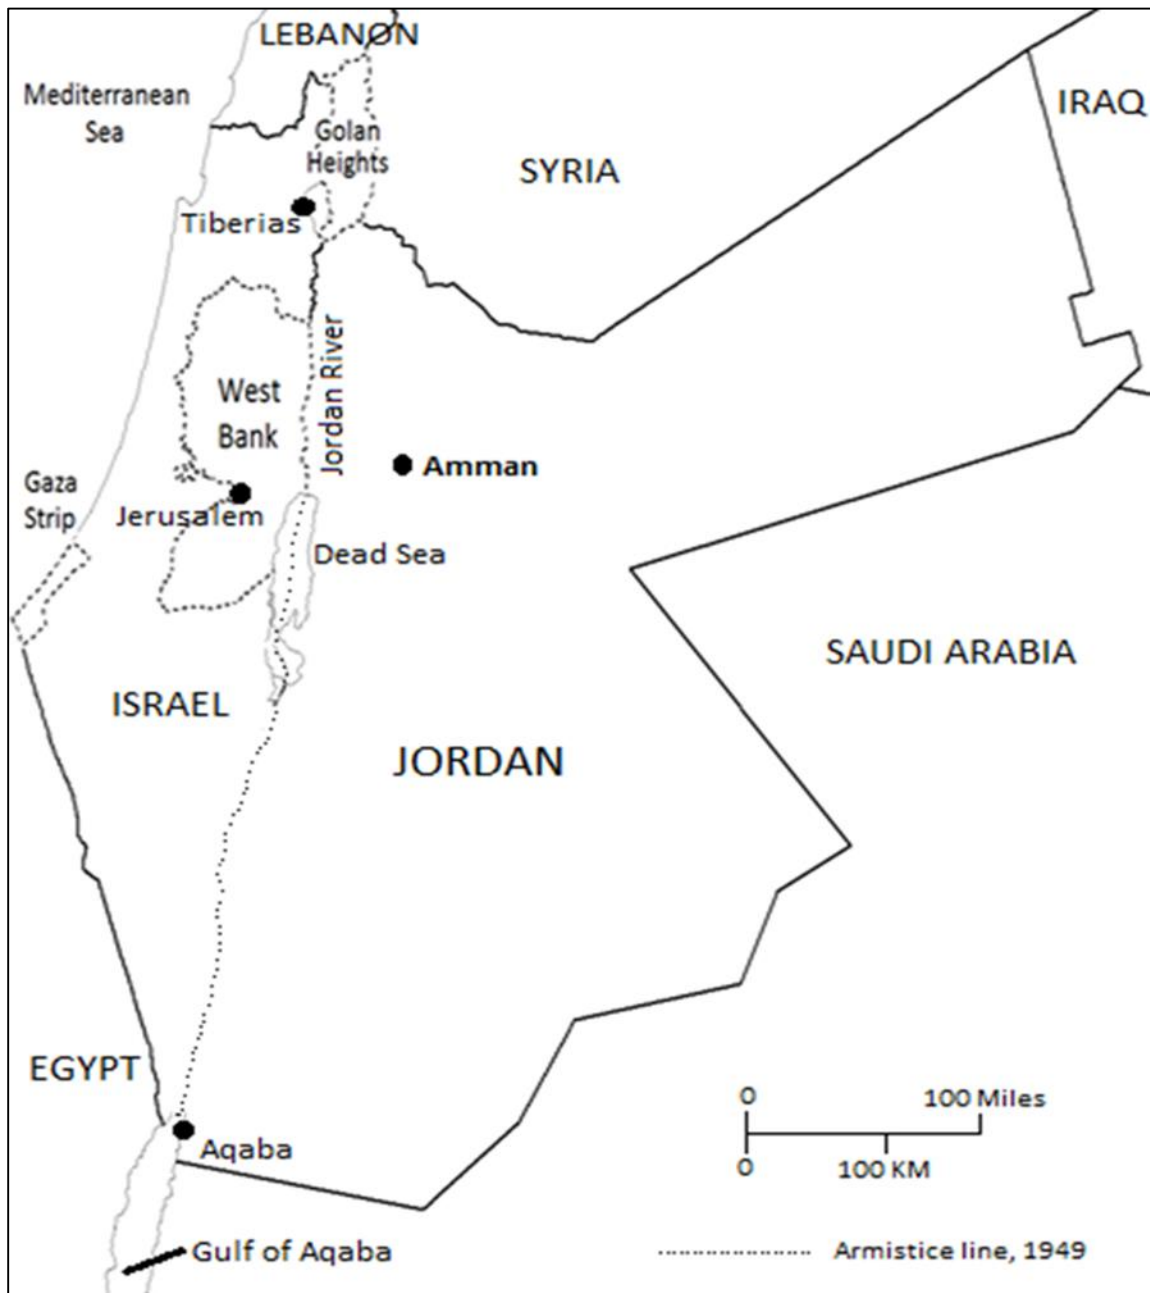 LEBANON
Mediterranean
Sea
IRAQ
Golan
Heights
SYRIA
Tiberias
Jordan River
West
Bank
Amman
Gaza
Strip
Jerusalem
Dead Sea
SAUDI ARABIA
ISRAEL
JORDAN
EGYPT
0
100 Miles
Aqaba
0
100 KM
Gulf of Aqaba
Armistice line, 1949